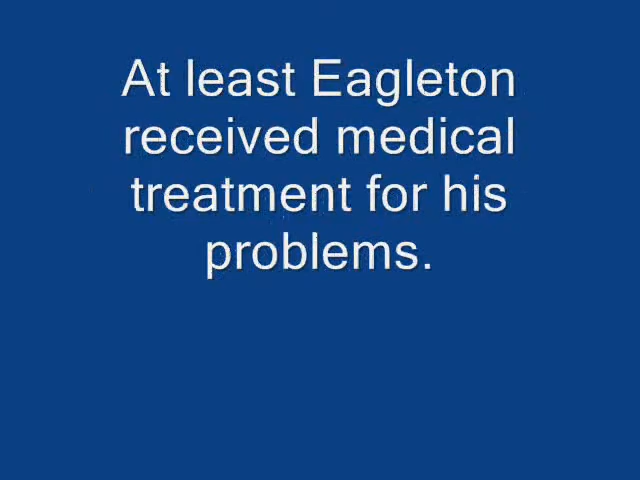 At least Eagleton
received medical
treatment for his
problems.